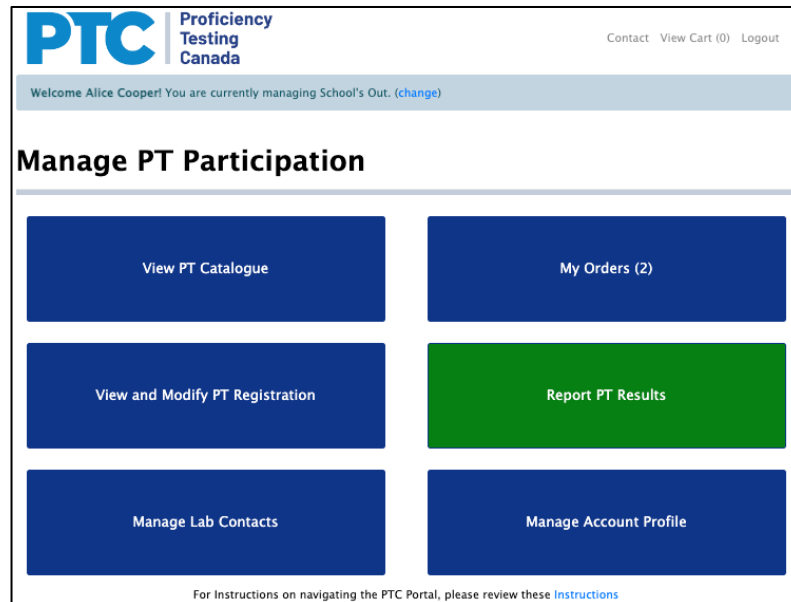 PTC
Proficiency
Testing
Canada
Contact View Cart (0) Logout
Welcome Alice Cooper! You are currently managing School's Out. (change)
Manage PT Participation
View PT Catalogue
My Orders (2)
View and Modify PT Registration
Report PT Results
Manage Lab Contacts
Manage Account Profile
For Instructions on navigating the PTC Portal, please review these Instructions